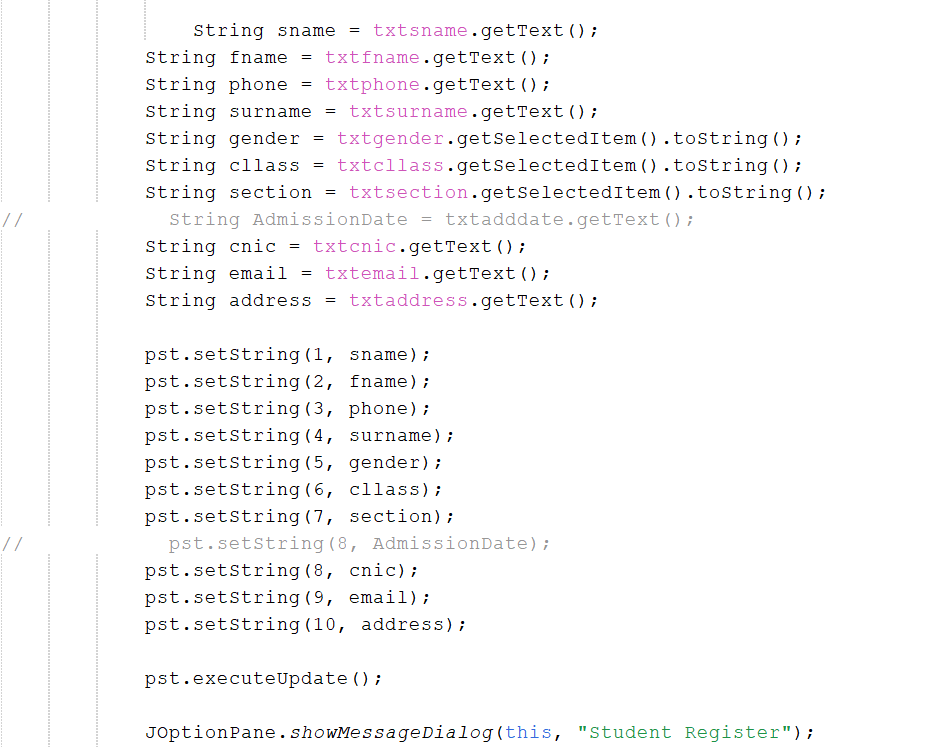 String sname = txtsname.getText();
String fname = txtfname.getText();
String phone = txtphone.getText();
String surname = txtsurname.getText();
String gender = txtgender.getSelectedItem().toString();
String cllass = txtcllass.getSelectedItem().toString();
String section = txtsection.getSelectedItem().toString();
// String AdmissionDate = txtadddate.getText();
String cnic = txtcnic.getText();
String email = txtemail.getText();
String address = txtaddress.getText();
pst.setString(1, sname);
pst.setString(2, fname);
pst.setString(3, phone);
pst.setString(4, surname);
pst.setString(5, gender);
pst.setString(6, cllass);
pst.setString(7, section);
// pst.setString(8, AdmissionDate);
pst.setString(8, cnic);
pst.setString(9, email);
pst.setString(10, address);
pst.executeUpdate();
JOptionPane.showMessageDialog(this, "Student Register");